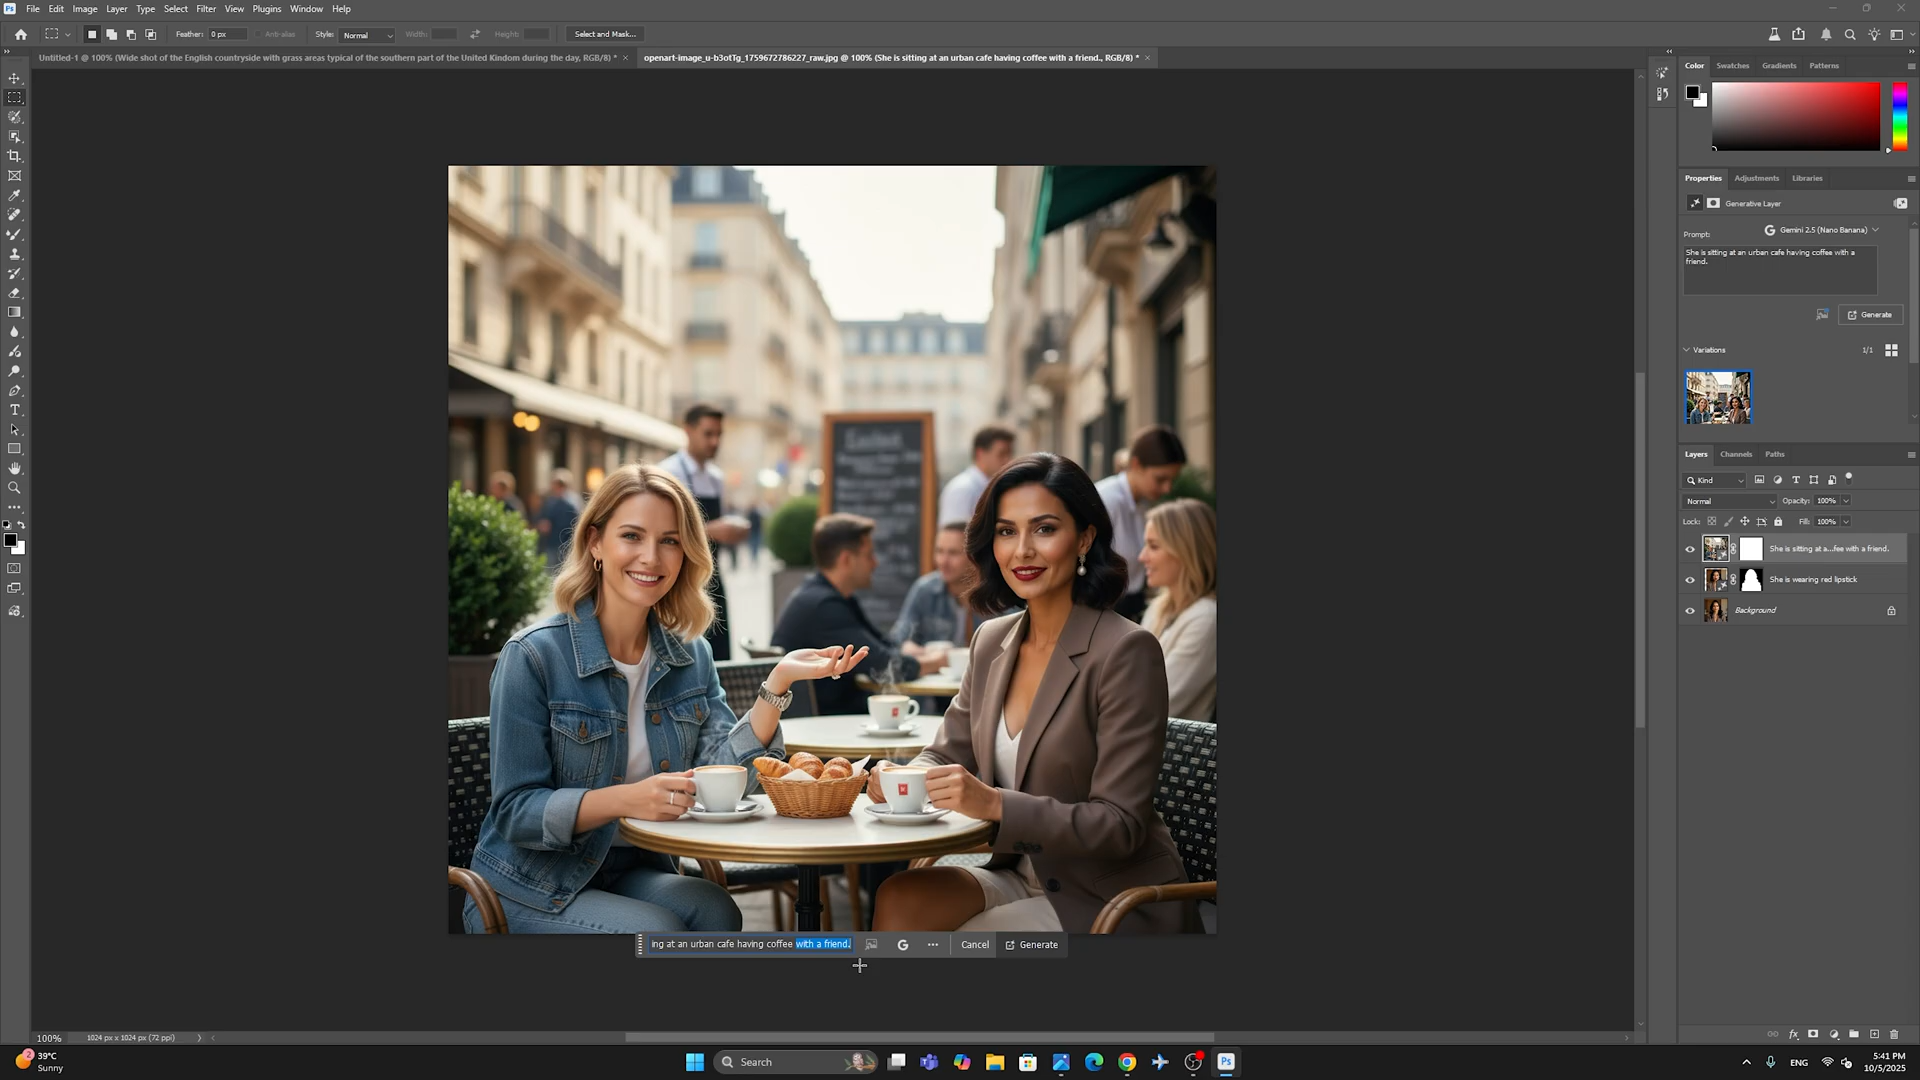 Ps File Edit Image Layer Type Select Filter View Plugins Window Help
Feather: 0 px Anti-alias Style: Normal Width: Height: Select and Mask...
Untitled-1 @ 100% (Wide shot of the English countryside with grass areas typical of the southern part of the United Kindom during the day, RGB/8) * ×
openart-image_u-b3otTg_1759672786227_raw.jpg @ 100% (She is sitting at an urban cafe having coffee with a friend., RGB/8) * ×
Color Swatches Gradients Patterns
Properties Adjustments Libraries
Generative Layer
Prompt: G Gemini 2.5 (Nano Banana)
She is sitting at an urban cafe having coffee with a
friend.
Generate
Variations 1/1
Layers Channels Paths
Kind
Normal Opacity: 100%
Lock: Fill: 100%
She is sitting at a...fee with a friend.
She is wearing red lipstick
Background
ing at an urban cafe having coffee with a friend. G ... Cancel Generate
100% 1024 px x 1024 px (72 ppi)
2 39°C
Sunny
Search
Ps
ENG
5:41 PM
10/5/2025